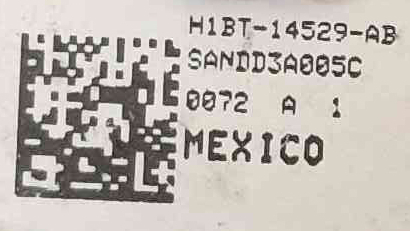 H1BT-14529-AB
SANDD3A005C
0072 A 1
MEXICO